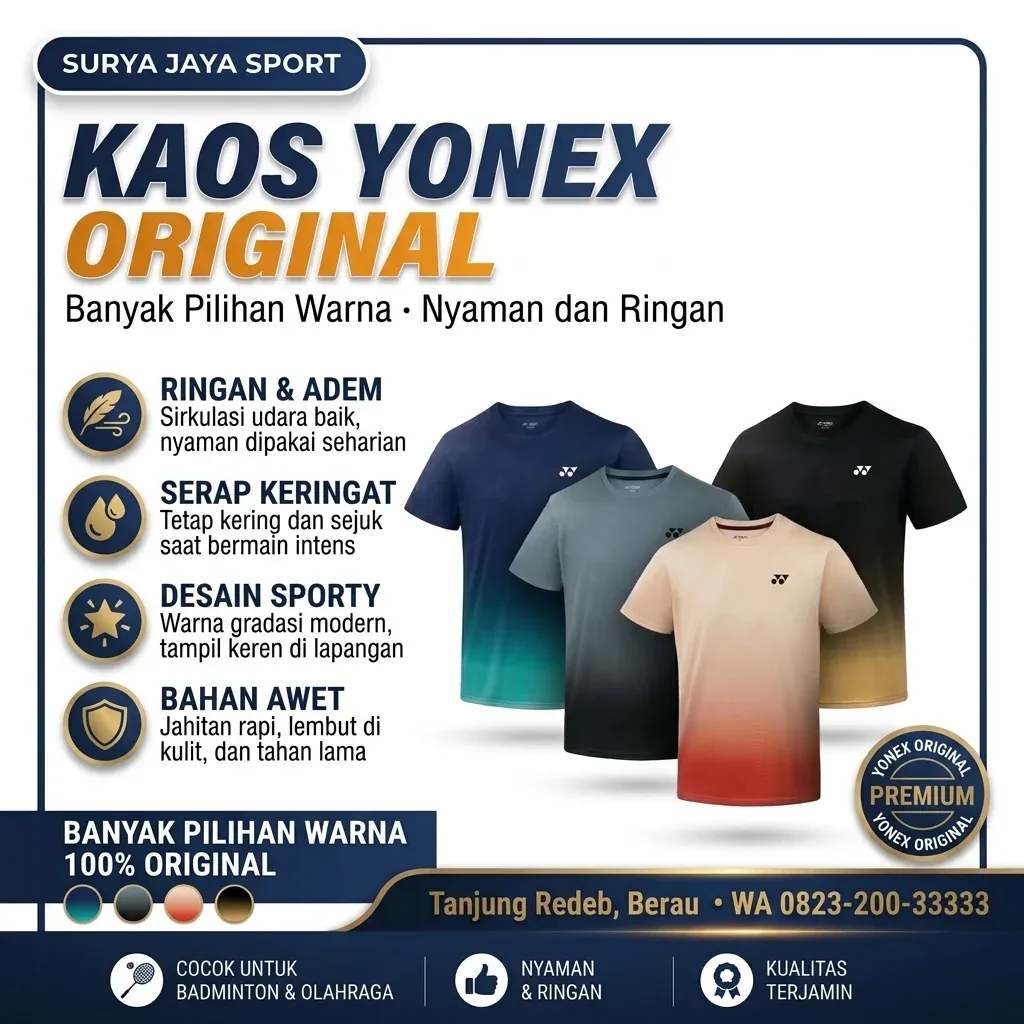 SURYA JAYA SPORT
KAOS YONEX
ORIGINAL
Banyak Pilihan Warna • Nyaman dan Ringan
RINGAN & ADEM
Sirkulasi udara baik,
nyaman dipakai seharian
SERAP KERINGAT
Tetap kering dan sejuk
saat bermain intens
DESAIN SPORTY
Warna gradasi modern,
tampil keren di lapangan
BAHAN AWET
Jahitan rapi, lembut di
kulit, dan tahan lama
YONEX ORIGINAL
PREMIUM
YONEX ORIGINAL
BANYAK PILIHAN WARNA
100% ORIGINAL
Tanjung Redeb, Berau • WA 0823-200-33333
COCOK UNTUK
BADMINTON & OLAHRAGA
NYAMAN
& RINGAN
KUALITAS
TERJAMIN